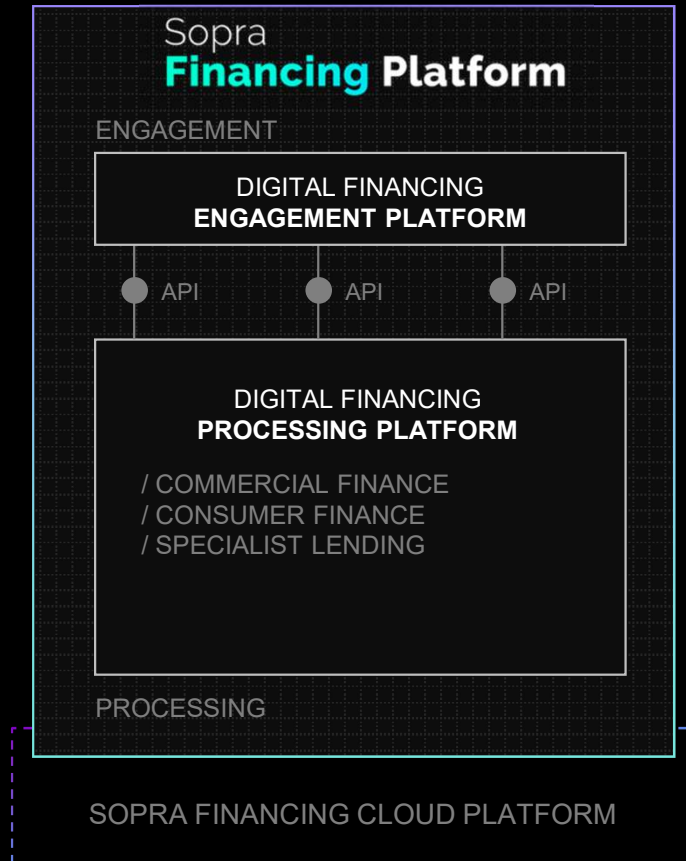 Sopra
Financing Platform
ENGAGEMENT
DIGITAL FINANCING
ENGAGEMENT PLATFORM
API API API
DIGITAL FINANCING
PROCESSING PLATFORM
/ COMMERCIAL FINANCE
/ CONSUMER FINANCE
/ SPECIALIST LENDING
PROCESSING
SOPRA FINANCING CLOUD PLATFORM